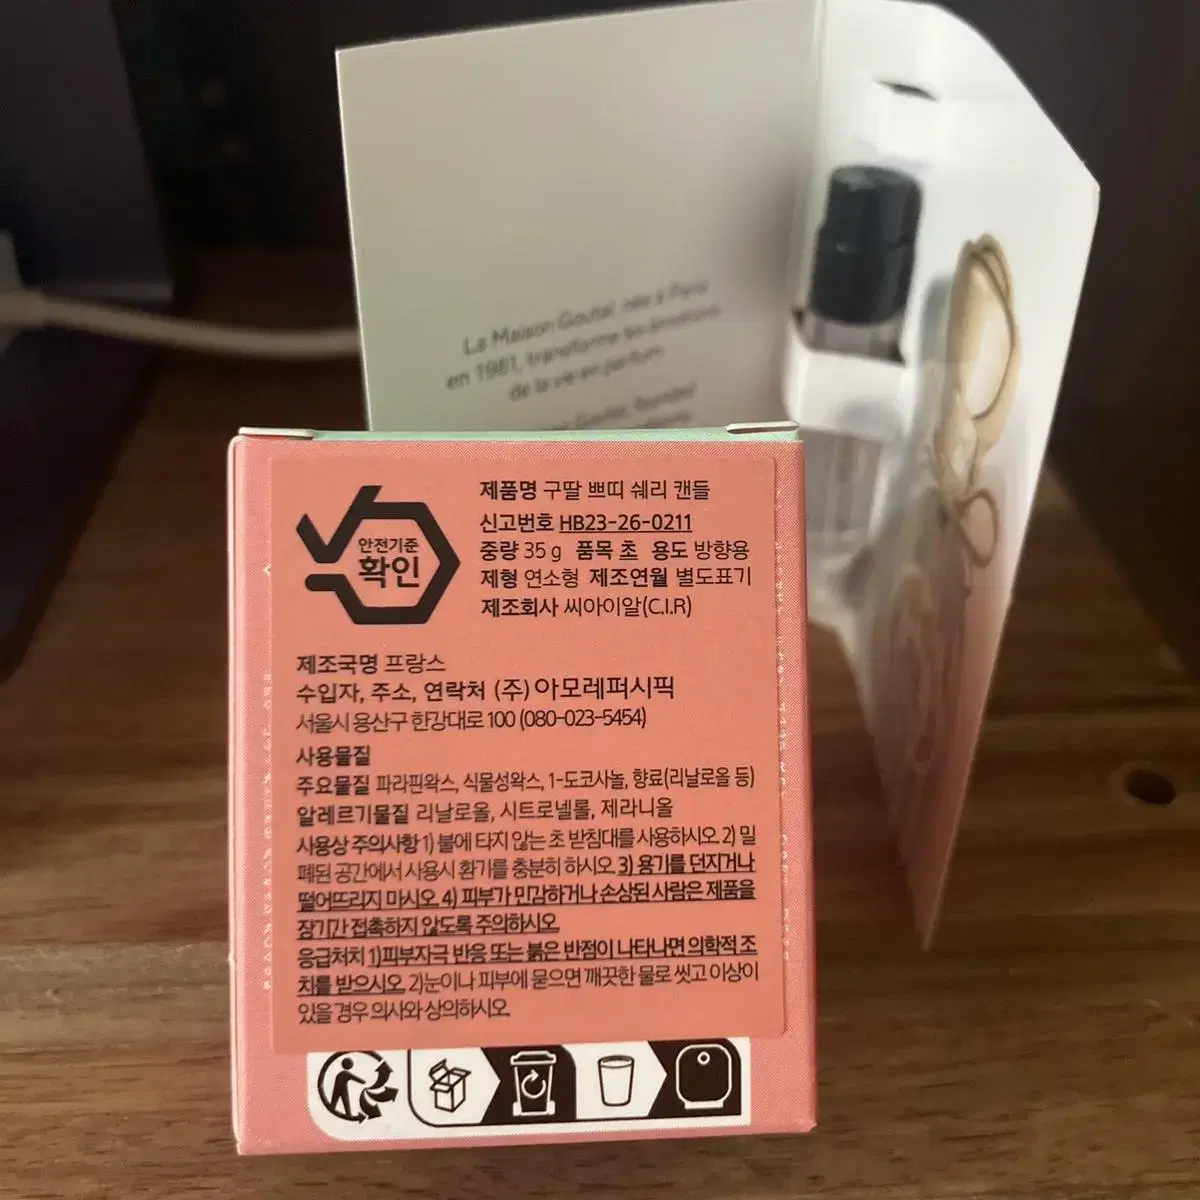 La Maison Goutal, née à Paris
en 1981, transforme les émotions
de la vie en parfum.
Goutal, founded
안전기준
확인
제품명 구딸 쁘띠 쉐리 캔들
신고번호 HB23-26-0211
중량 35 g 품목 초 용도 방향용
제형 연소형 제조연월 별도표기
제조회사 씨아이알(C.I.R)
제조국명 프랑스
수입자, 주소, 연락처 (주) 아모레퍼시픽
서울시 용산구 한강대로 100 (080-023-5454)
사용물질
주요물질 파라핀왁스, 식물성왁스, 1-도코사놀, 향료(리날로올 등)
알레르기물질 리날로올, 시트로넬롤, 제라니올
사용상 주의사항 1) 불에 타지 않는 초 받침대를 사용하시오. 2) 밀
폐된 공간에서 사용시 환기를 충분히 하시오. 3) 용기를 던지거나
떨어뜨리지 마시오. 4) 피부가 민감하거나 손상된 사람은 제품을
장기간 접촉하지 않도록 주의하시오.
응급처치 1)피부자극 반응 또는 붉은 반점이 나타나면 의학적 조
치를 받으시오. 2)눈이나 피부에 묻으면 깨끗한 물로 씻고 이상이
있을 경우 의사와 상의하시오.